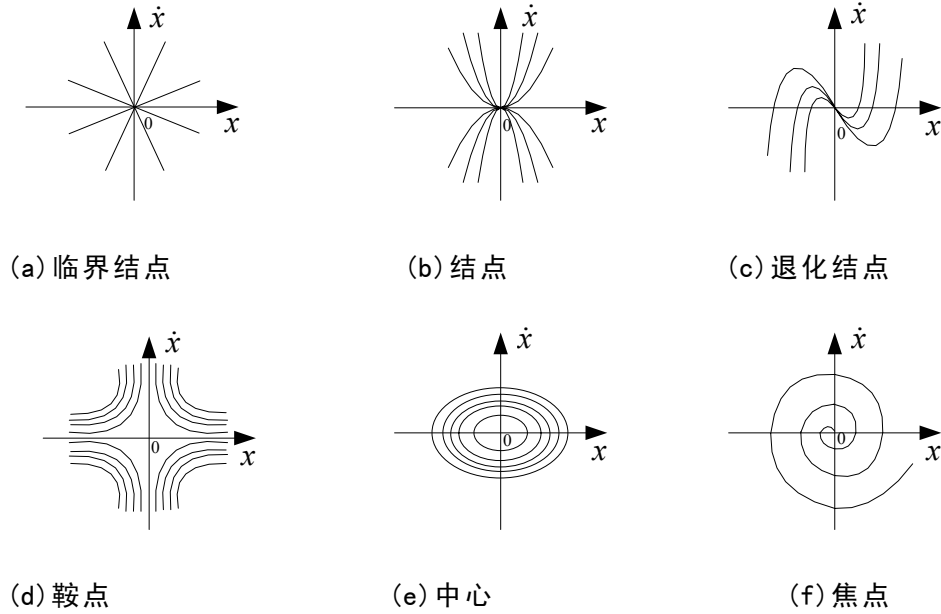 ẋ ẋ ẋ
0 x 0 x 0 x
(a)临界结点 (b)结点 (c)退化结点
ẋ ẋ ẋ
0 x 0 x 0 x
(d)鞍点 (e)中心 (f)焦点